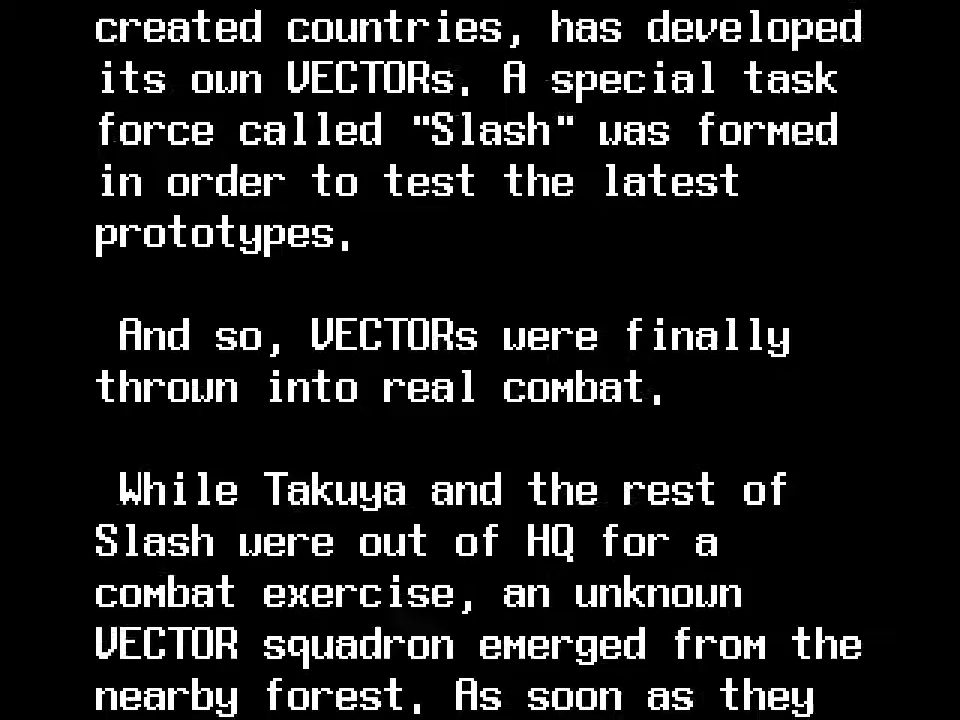 created countries, has developed
its own VECTORs. A special task
force called "Slash" was formed
in order to test the latest
prototypes.
And so, VECTORs were finally
thrown into real combat.
While Takuya and the rest of
Slash were out of HQ for a
combat exercise, an unknown
VECTOR squadron emerged from the
nearby forest. As soon as they